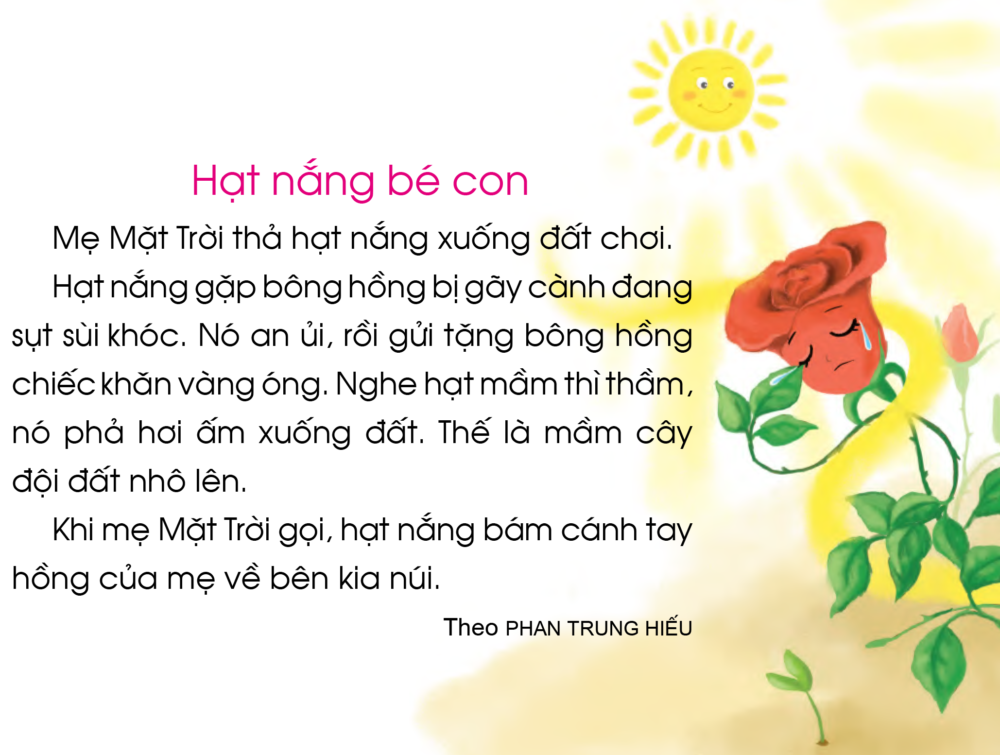 Hạt nắng bé con
Mẹ Mặt Trời thả hạt nắng xuống đất chơi.
Hạt nắng gặp bông hồng bị gãy cành đang
sụt sùi khóc. Nó an ủi, rồi gửi tặng bông hồng
chiếc khăn vàng óng. Nghe hạt mầm thì thầm,
nó phả hơi ấm xuống đất. Thế là mầm cây
đội đất nhô lên.
Khi mẹ Mặt Trời gọi, hạt nắng bám cánh tay
hồng của mẹ về bên kia núi.
Theo PHAN TRUNG HIẾU